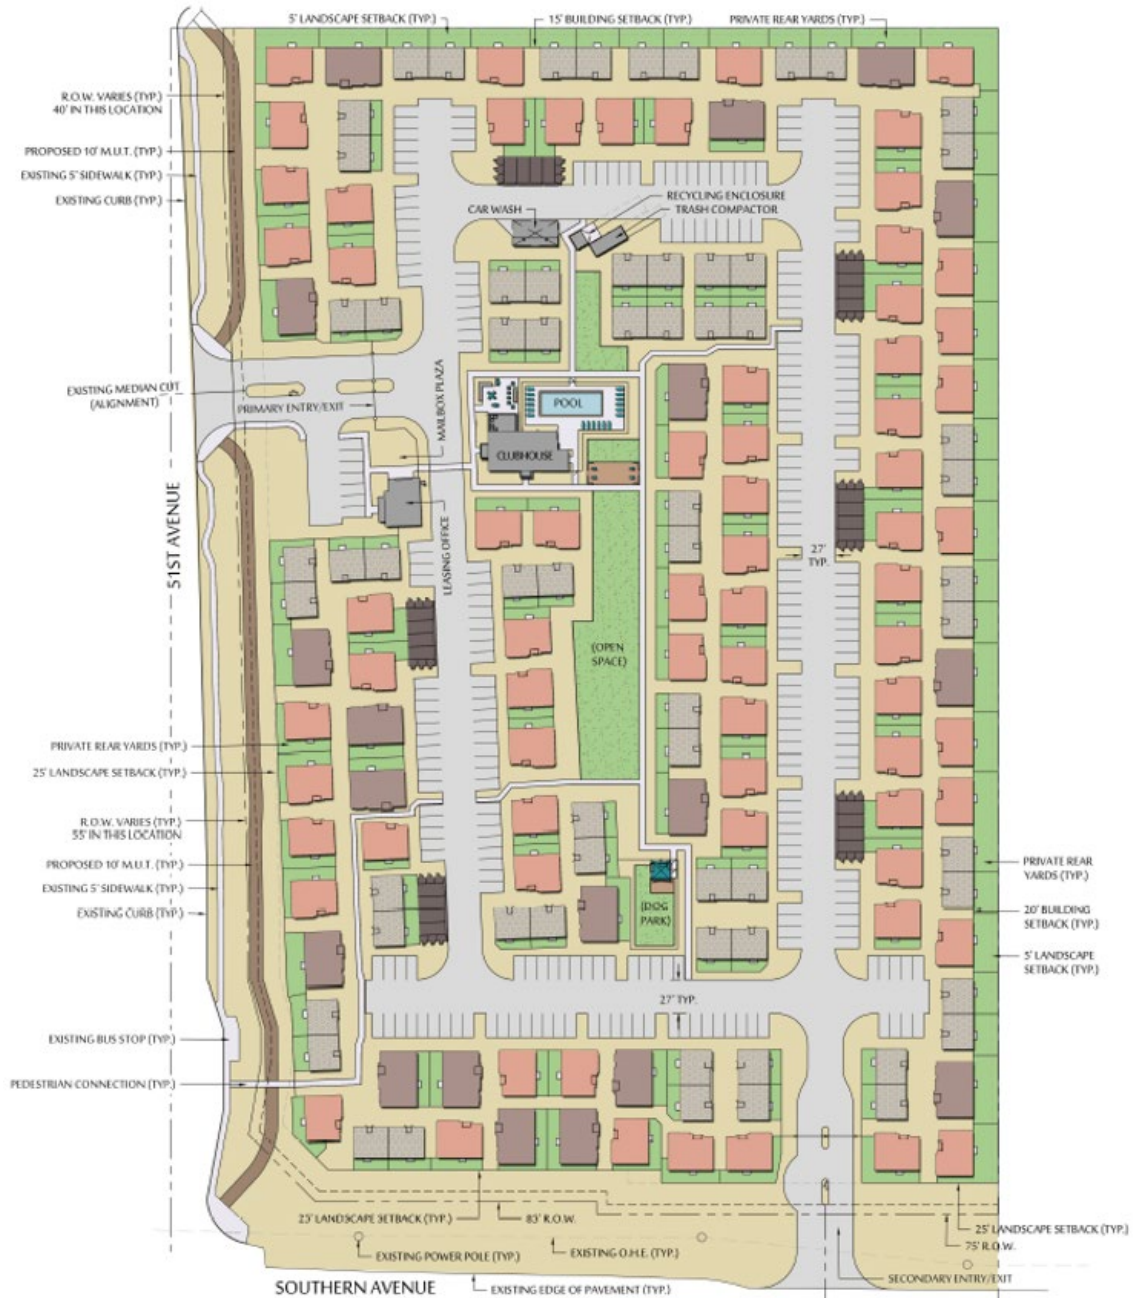 5' LANDSCAPE SETBACK (TYP.)
15' BUILDING SETBACK (TYP.)
PRIVATE REAR YARDS (TYP.)
R.O.W. VARIES (TYP.)
40' IN THIS LOCATION
PROPOSED 10' M.U.T. (TYP.)
EXISTING 5' SIDEWALK (TYP.)
EXISTING CURB (TYP.)
CAR WASH
RECYCLING ENCLOSURE
TRASH COMPACTOR
EXISTING MEDIAN CUT
(ALIGNMENT)
PRIMARY ENTRY/EXIT
MAILBOX PLAZA
POOL
CLUBHOUSE
51ST AVENUE
LEASING OFFICE
27'
TYP.
(OPEN
SPACE)
PRIVATE REAR YARDS (TYP.)
25' LANDSCAPE SETBACK (TYP.)
R.O.W. VARIES (TYP.)
55' IN THIS LOCATION
PROPOSED 10' M.U.T. (TYP.)
EXISTING 5' SIDEWALK (TYP.)
EXISTING CURB (TYP.)
(DOG
PARK)
PRIVATE REAR
YARDS (TYP.)
20' BUILDING
SETBACK (TYP.)
5' LANDSCAPE
SETBACK (TYP.)
27' TYP.
EXISTING BUS STOP (TYP.)
PEDESTRIAN CONNECTION (TYP.)
25' LANDSCAPE SETBACK (TYP.)
85' R.O.W.
25' LANDSCAPE SETBACK (TYP.)
75' R.O.W.
EXISTING POWER POLE (TYP.)
EXISTING O.H.E. (TYP.)
SECONDARY ENTRY/EXIT
SOUTHERN AVENUE
EXISTING EDGE OF PAVEMENT (TYP.)